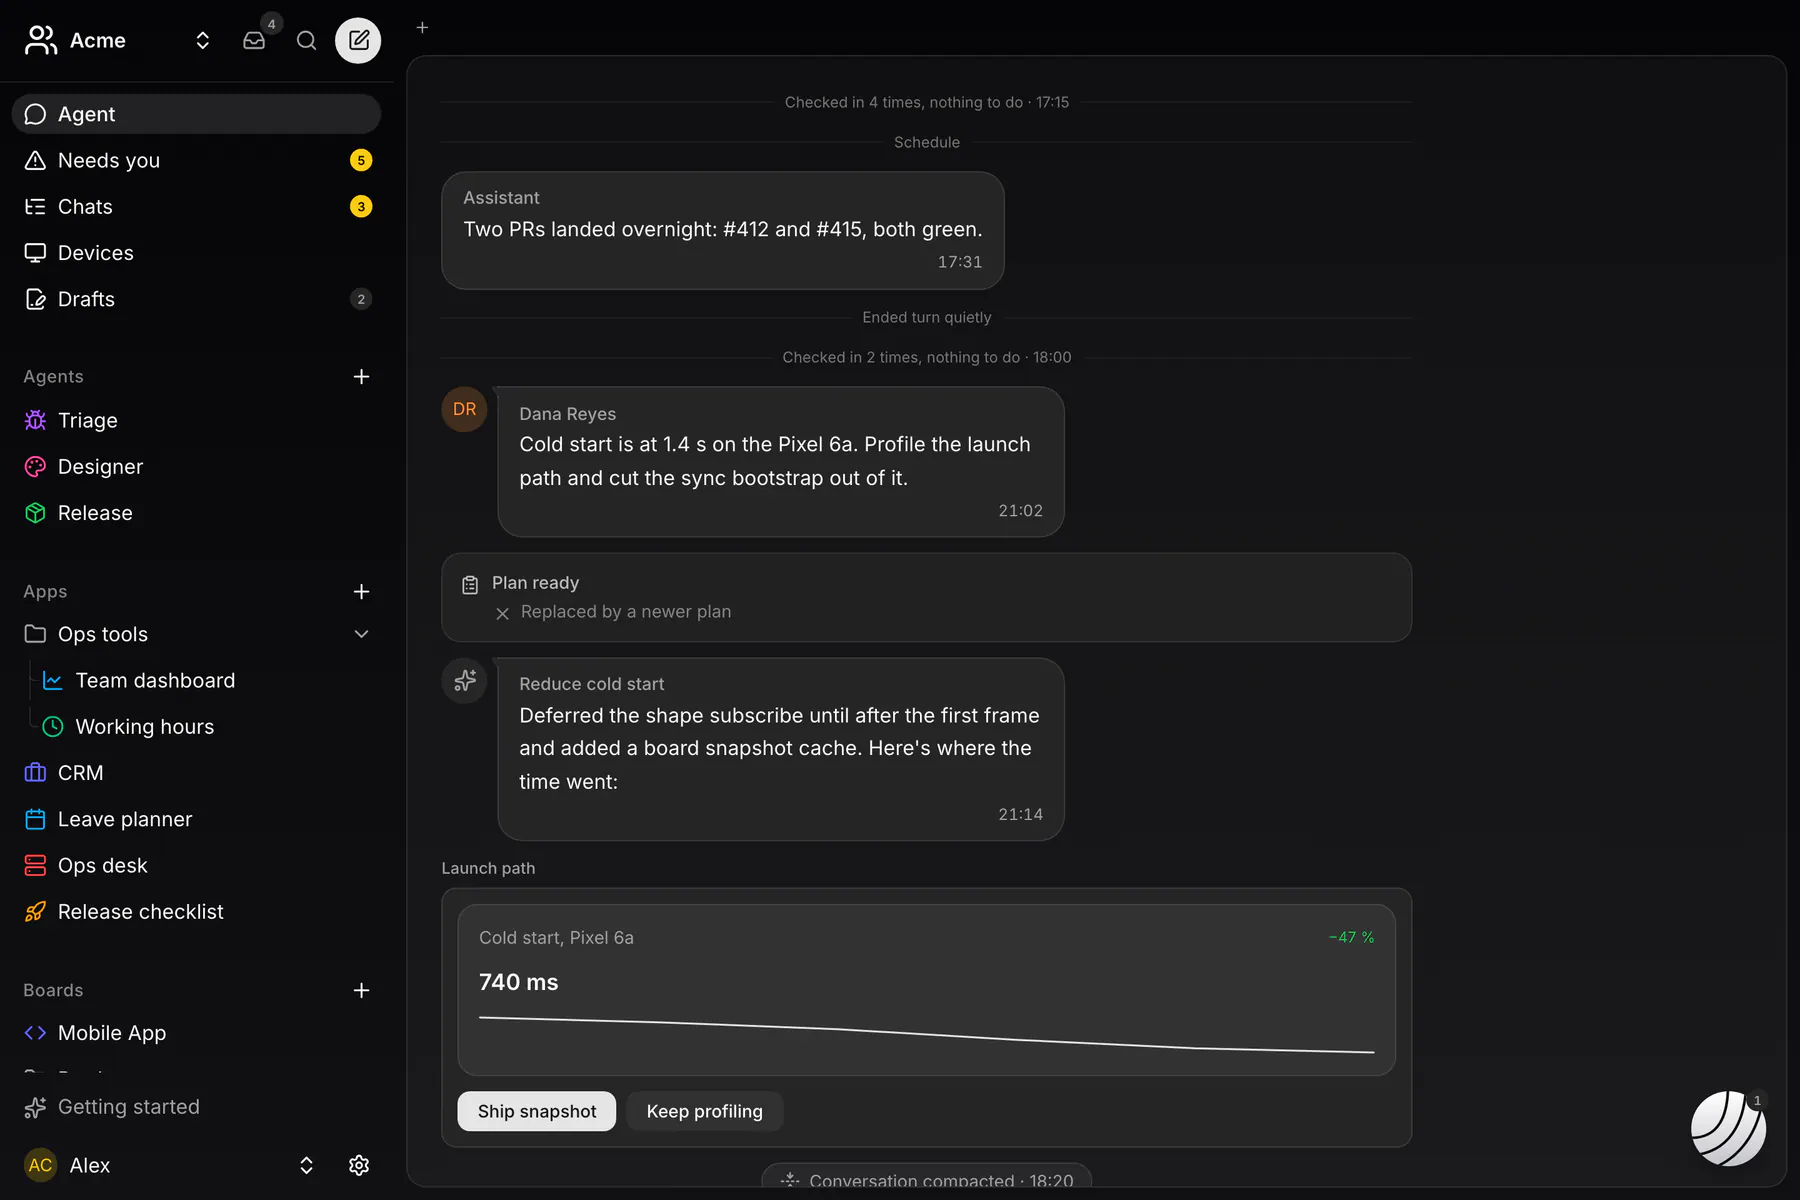 Acme
4
Agent
Needs you
5
Chats
3
Devices
Drafts
2
Agents
Triage
Designer
Release
Apps
Ops tools
Team dashboard
Working hours
CRM
Leave planner
Ops desk
Release checklist
Boards
Mobile App
Getting started
AC
Alex
Checked in 4 times, nothing to do · 17:15
Schedule
Assistant
Two PRs landed overnight: #412 and #415, both green.
17:31
Ended turn quietly
Checked in 2 times, nothing to do · 18:00
DR
Dana Reyes
Cold start is at 1.4 s on the Pixel 6a. Profile the launch
path and cut the sync bootstrap out of it.
21:02
Plan ready
Replaced by a newer plan
Reduce cold start
Deferred the shape subscribe until after the first frame
and added a board snapshot cache. Here's where the
time went:
21:14
Launch path
Cold start, Pixel 6a
−47 %
740 ms
Ship snapshot
Keep profiling
1
Conversation compacted · 18:20